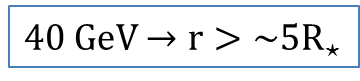 40 GeV → r > ~5R⋆